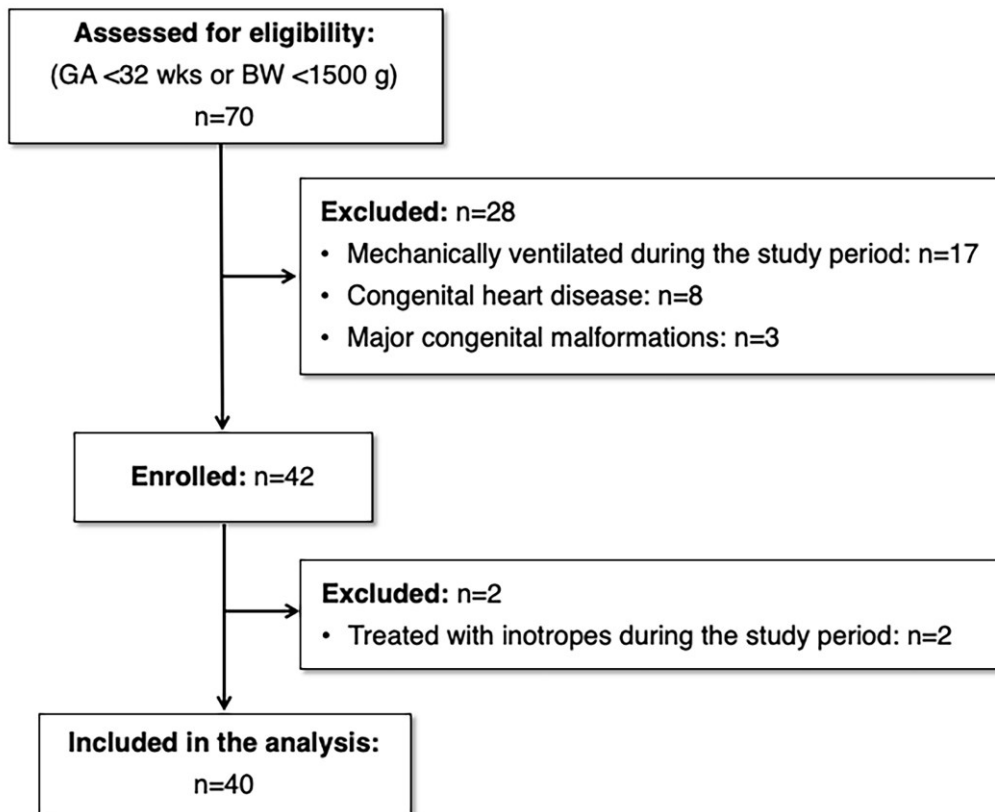 Assessed for eligibility:
(GA <32 wks or BW <1500 g)
n=70
Excluded: n=28
• Mechanically ventilated during the study period: n=17
• Congenital heart disease: n=8
• Major congenital malformations: n=3
Enrolled: n=42
Excluded: n=2
• Treated with inotropes during the study period: n=2
Included in the analysis:
n=40